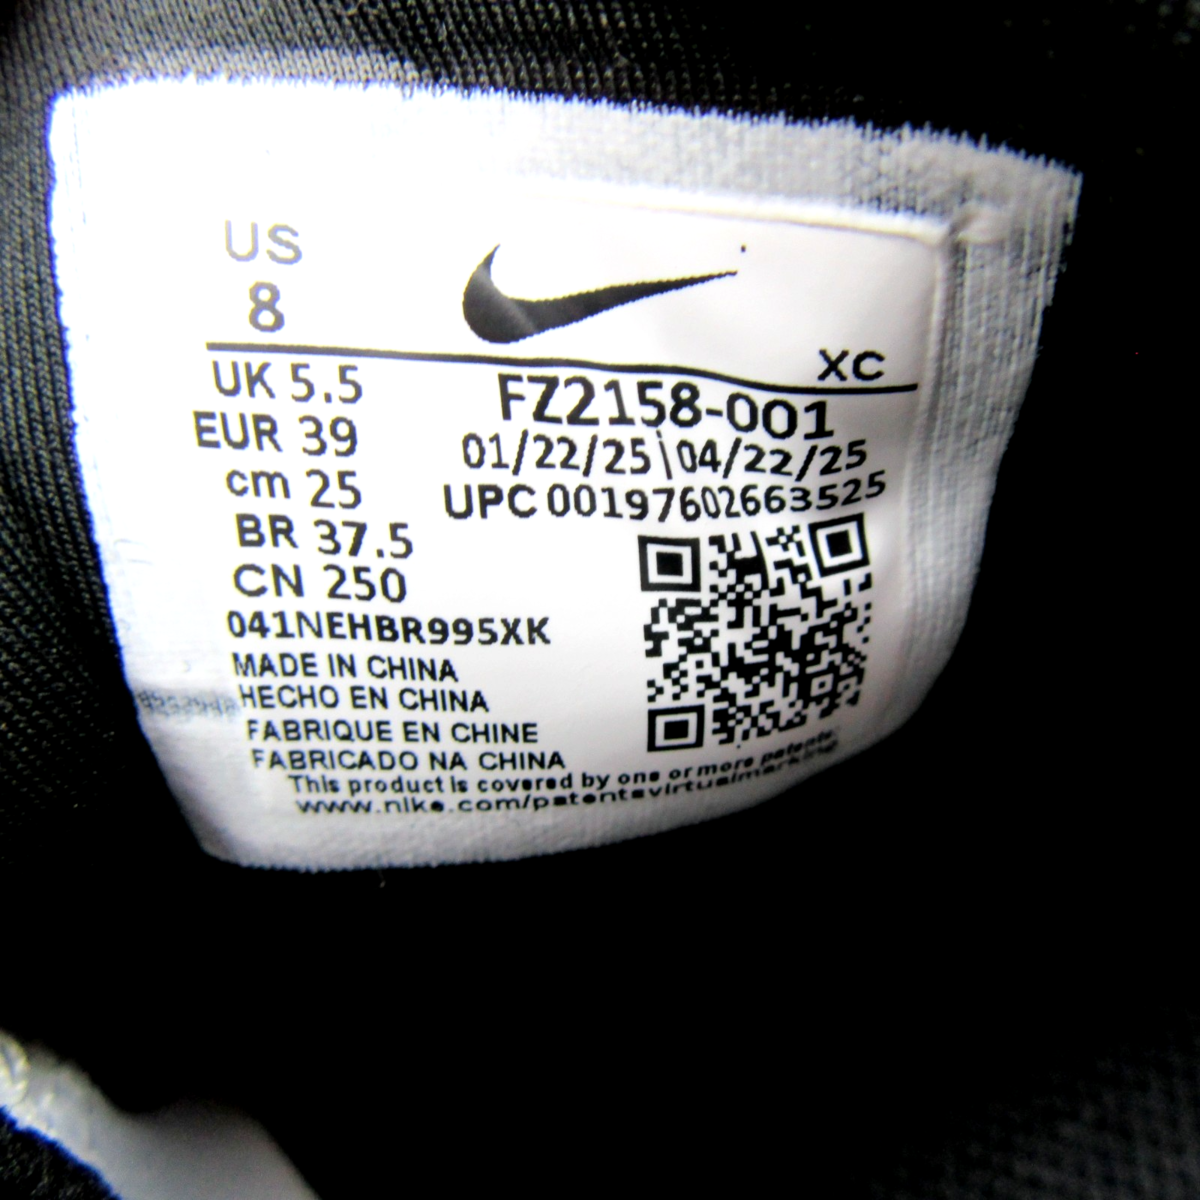 US
8
XC
UK 5.5
EUR 39
cm 25
BR 37.5
CN 250
FZ2158-001
01/22/25\04/22/25
UPC 00197602663525
041NEHBR995XK
MADE IN CHINA
HECHO EN CHINA
FABRIQUE EN CHINE
FABRICADO NA CHINA
This product is covered by one or more patents.
www.nike.com/patentsvirtualmarking